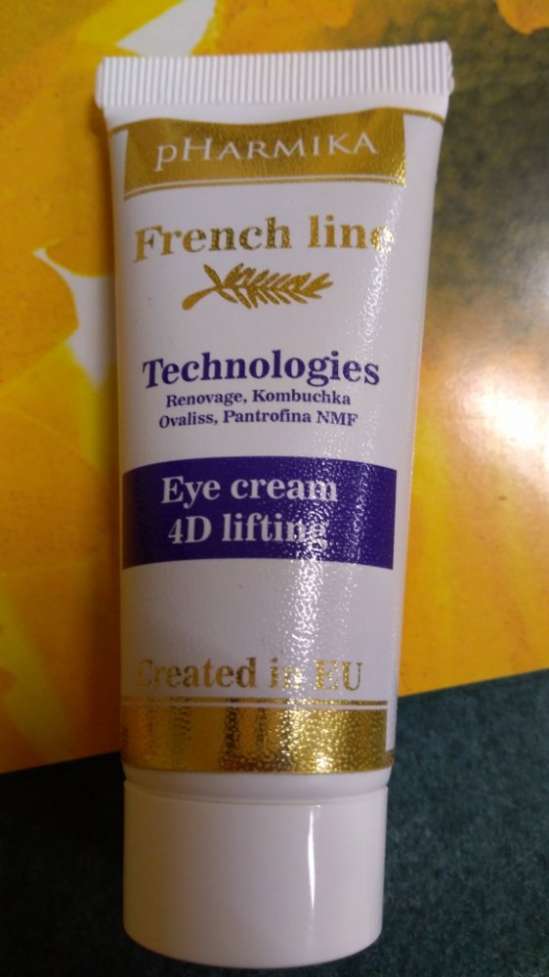 pHARMIKA
French line
Technologies
Renovage, Kombuchka
Ovaliss, Pantrofina NMF
Eye cream
4D lifting
Created in EU